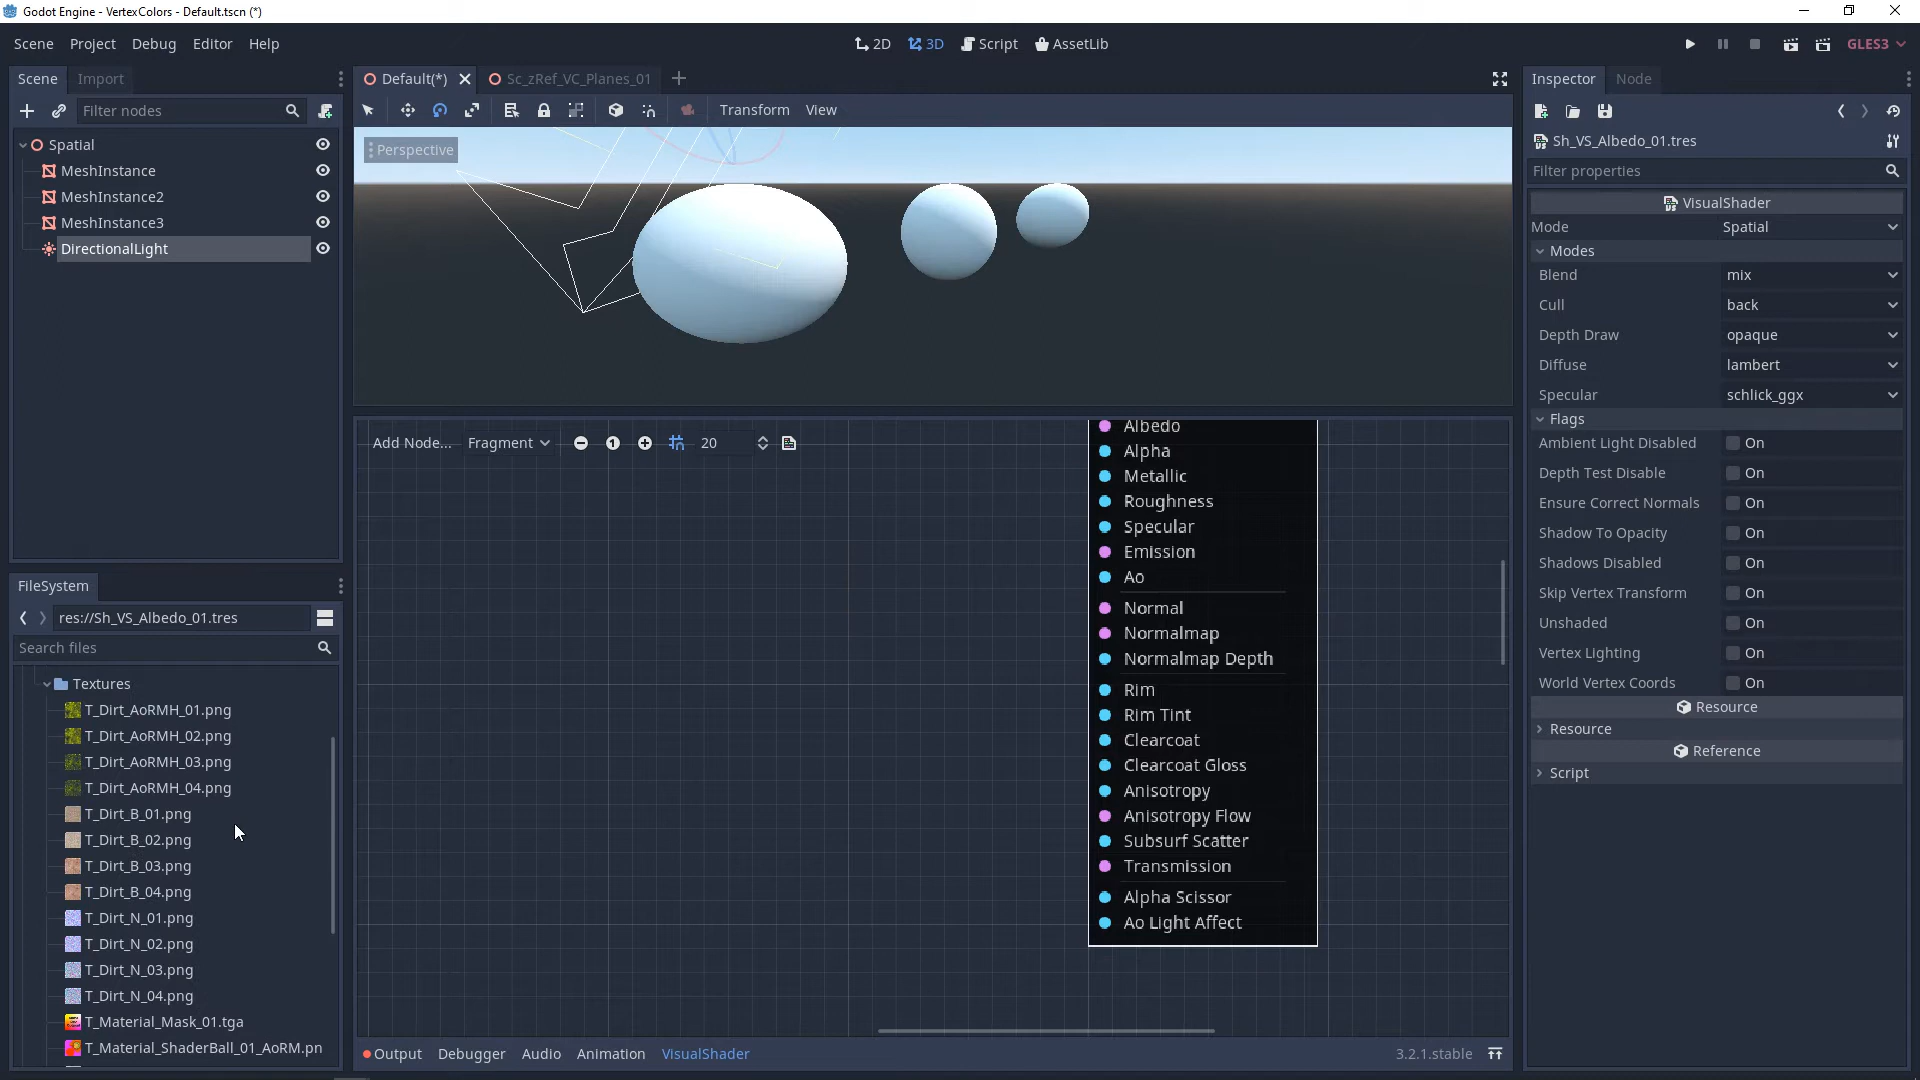 Godot Engine - VertexColors - Default.tscn (*)
Scene Project Debug Editor Help
2D 3D Script AssetLib
GLES3
Scene Import
Filter nodes
Spatial
MeshInstance
MeshInstance2
MeshInstance3
DirectionalLight
FileSystem
res://Sh_VS_Albedo_01.tres
Search files
Textures
T_Dirt_AoRMH_01.png
T_Dirt_AoRMH_02.png
T_Dirt_AoRMH_03.png
T_Dirt_AoRMH_04.png
T_Dirt_B_01.png
T_Dirt_B_02.png
T_Dirt_B_03.png
T_Dirt_B_04.png
T_Dirt_N_01.png
T_Dirt_N_02.png
T_Dirt_N_03.png
T_Dirt_N_04.png
T_Material_Mask_01.tga
T_Material_ShaderBall_01_AoRM.pn
Default(*) Sc_zRef_VC_Planes_01
Transform View
Perspective
Add Node... Fragment 1 20
Albedo
Alpha
Metallic
Roughness
Specular
Emission
Ao
Normal
Normalmap
Normalmap Depth
Rim
Rim Tint
Clearcoat
Clearcoat Gloss
Anisotropy
Anisotropy Flow
Subsurf Scatter
Transmission
Alpha Scissor
Ao Light Affect
Output Debugger Audio Animation VisualShader
3.2.1.stable
Inspector Node
Sh_VS_Albedo_01.tres
Filter properties
VisualShader
Mode Spatial
Modes
Blend mix
Cull back
Depth Draw opaque
Diffuse lambert
Specular schlick_ggx
Flags
Ambient Light Disabled On
Depth Test Disable On
Ensure Correct Normals On
Shadow To Opacity On
Shadows Disabled On
Skip Vertex Transform On
Unshaded On
Vertex Lighting On
World Vertex Coords On
Resource
Resource
Reference
Script